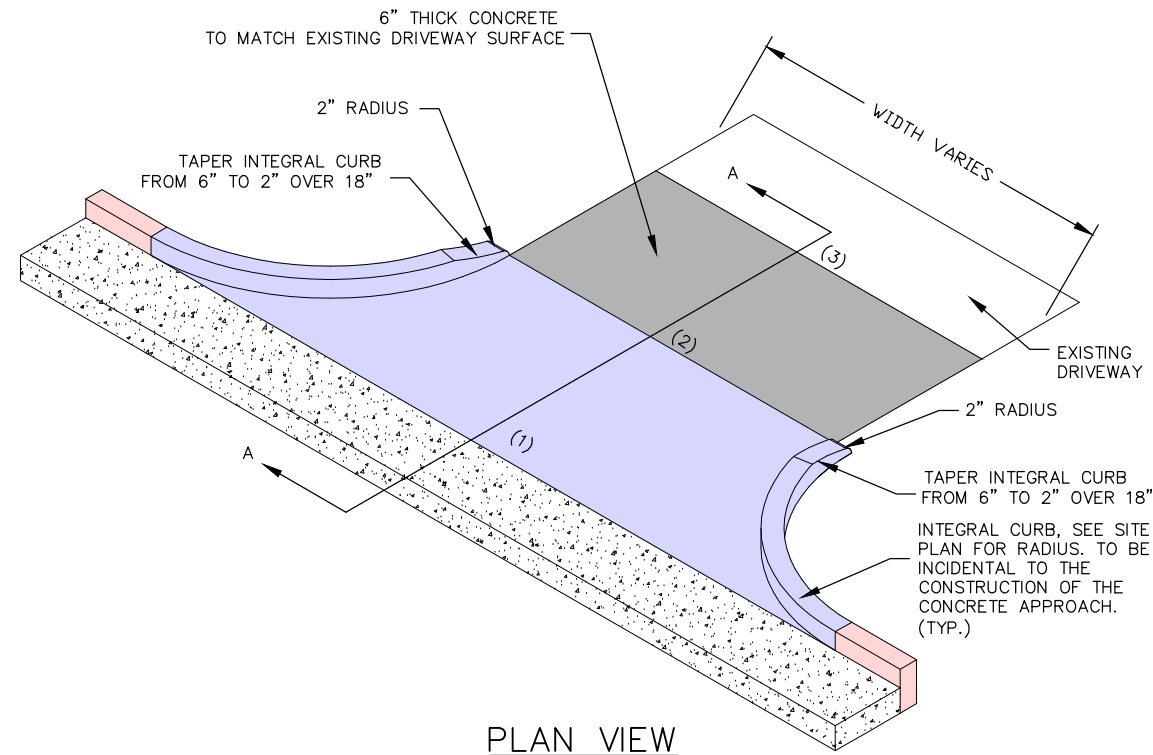 6” THICK CONCRETE
TO MATCH EXISTING DRIVEWAY SURFACE
2” RADIUS
TAPER INTEGRAL CURB
FROM 6” TO 2” OVER 18”
WIDTH VARIES
A
(3)
(2)
(1)
A
EXISTING
DRIVEWAY
2” RADIUS
TAPER INTEGRAL CURB
FROM 6” TO 2” OVER 18”
INTEGRAL CURB, SEE SITE
PLAN FOR RADIUS. TO BE
INCIDENTAL TO THE
CONSTRUCTION OF THE
CONCRETE APPROACH.
(TYP.)
PLAN VIEW